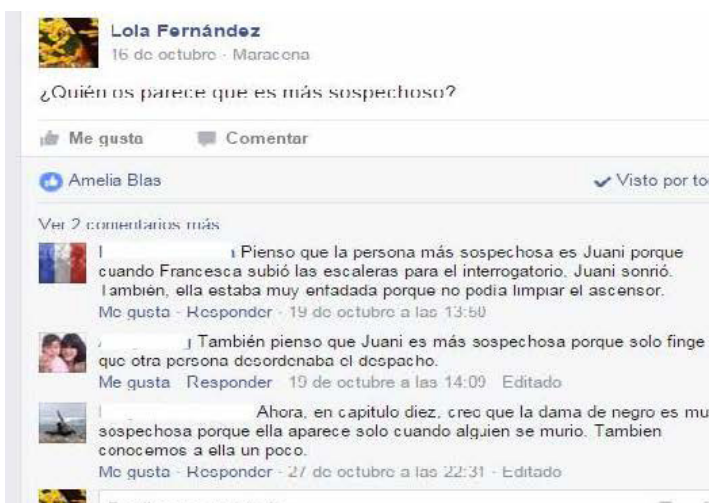 Lola Fernández
16 de octubre · Maracena
¿Quién os parece que es más sospechoso?
Me gusta Comentar
Amelia Blas Visto por to
Ver 2 comentarios más
Pienso que la persona más sospechosa es Juani porque
cuando Francesca subió las escaleras para el interrogatorio, Juani sonrió.
También, ella estaba muy enfadada porque no podía limpiar el ascensor.
Me gusta · Responder · 19 de octubre a las 13:50
También pienso que Juani es más sospechosa porque solo finge
que otra persona desordenaba el despacho.
Me gusta Responder 19 de octubre a las 14:09 Editado
Ahora, en capitulo diez, creo que la dama de negro es mu
sospechosa porque ella aparece solo cuando alguien se murio. Tambien
conocemos a ella un poco.
Me gusta · Responder · 27 de octubre a las 22:31 · Editado